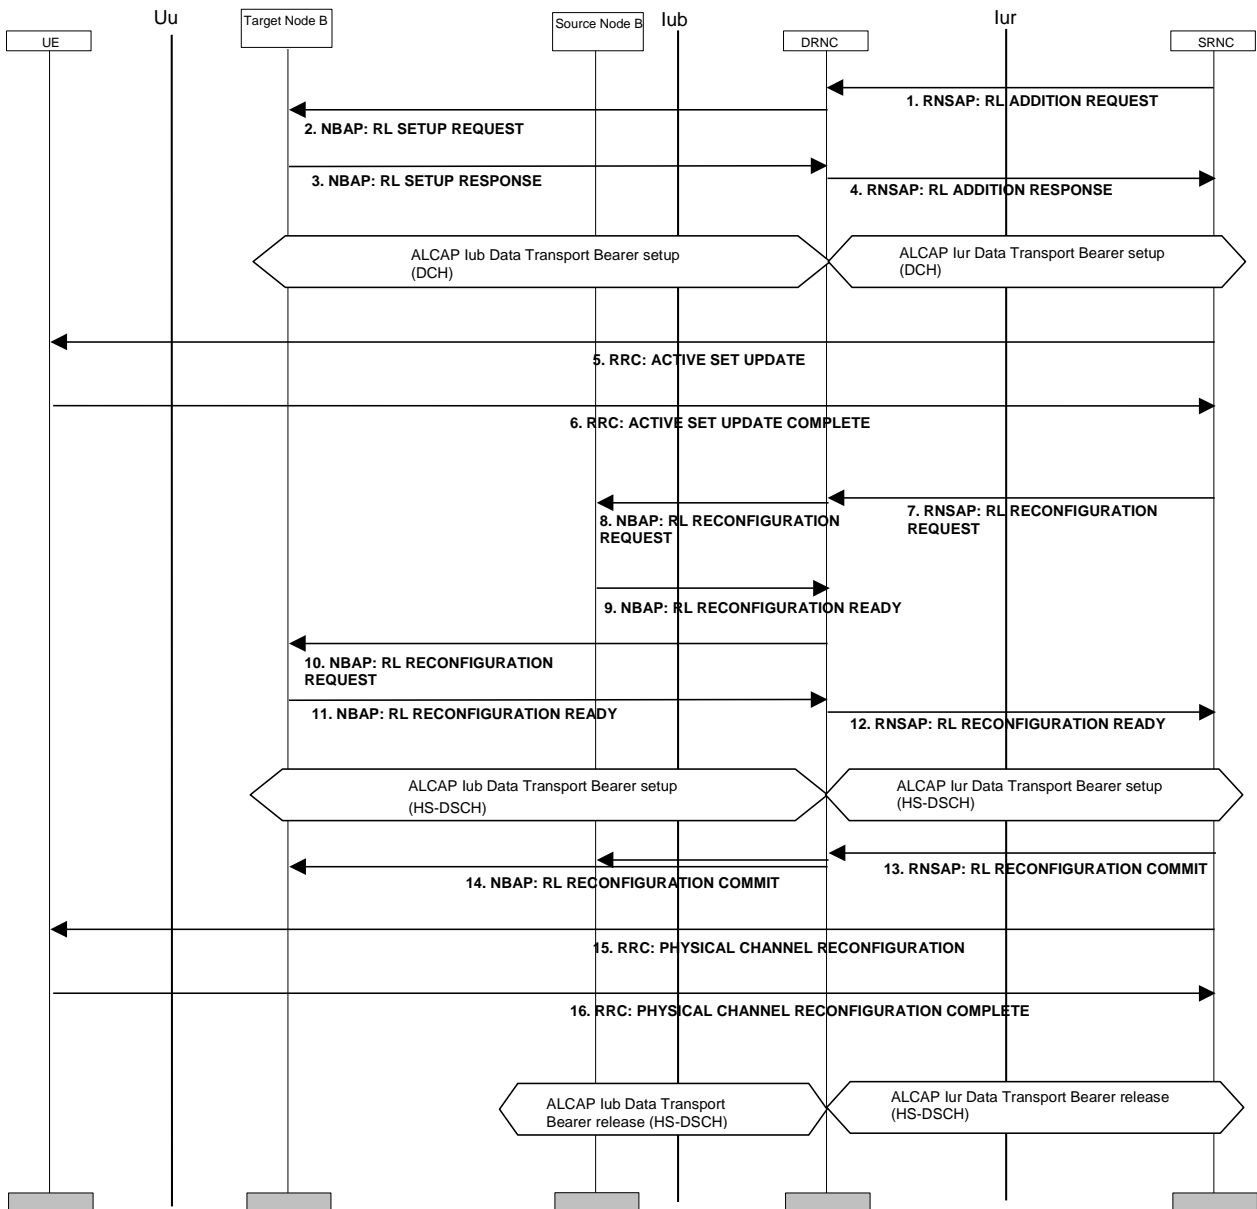 Uu
Target Node B
Source Node B
Iub
Iur
UE
DRNC
SRNC
1. RNSAP: RL ADDITION REQUEST
2. NBAP: RL SETUP REQUEST
3. NBAP: RL SETUP RESPONSE
4. RNSAP: RL ADDITION RESPONSE
ALCAP Iub Data Transport Bearer setup
(DCH)
ALCAP Iur Data Transport Bearer setup
(DCH)
5. RRC: ACTIVE SET UPDATE
6. RRC: ACTIVE SET UPDATE COMPLETE
7. RNSAP: RL RECONFIGURATION
REQUEST
8. NBAP: RL RECONFIGURATION
REQUEST
9. NBAP: RL RECONFIGURATION READY
10. NBAP: RL RECONFIGURATION
REQUEST
11. NBAP: RL RECONFIGURATION READY
12. RNSAP: RL RECONFIGURATION READY
ALCAP Iub Data Transport Bearer setup
(HS-DSCH)
ALCAP Iur Data Transport Bearer setup
(HS-DSCH)
13. RNSAP: RL RECONFIGURATION COMMIT
14. NBAP: RL RECONFIGURATION COMMIT
15. RRC: PHYSICAL CHANNEL RECONFIGURATION
16. RRC: PHYSICAL CHANNEL RECONFIGURATION COMPLETE
ALCAP Iub Data Transport
Bearer release (HS-DSCH)
ALCAP Iur Data Transport Bearer release
(HS-DSCH)